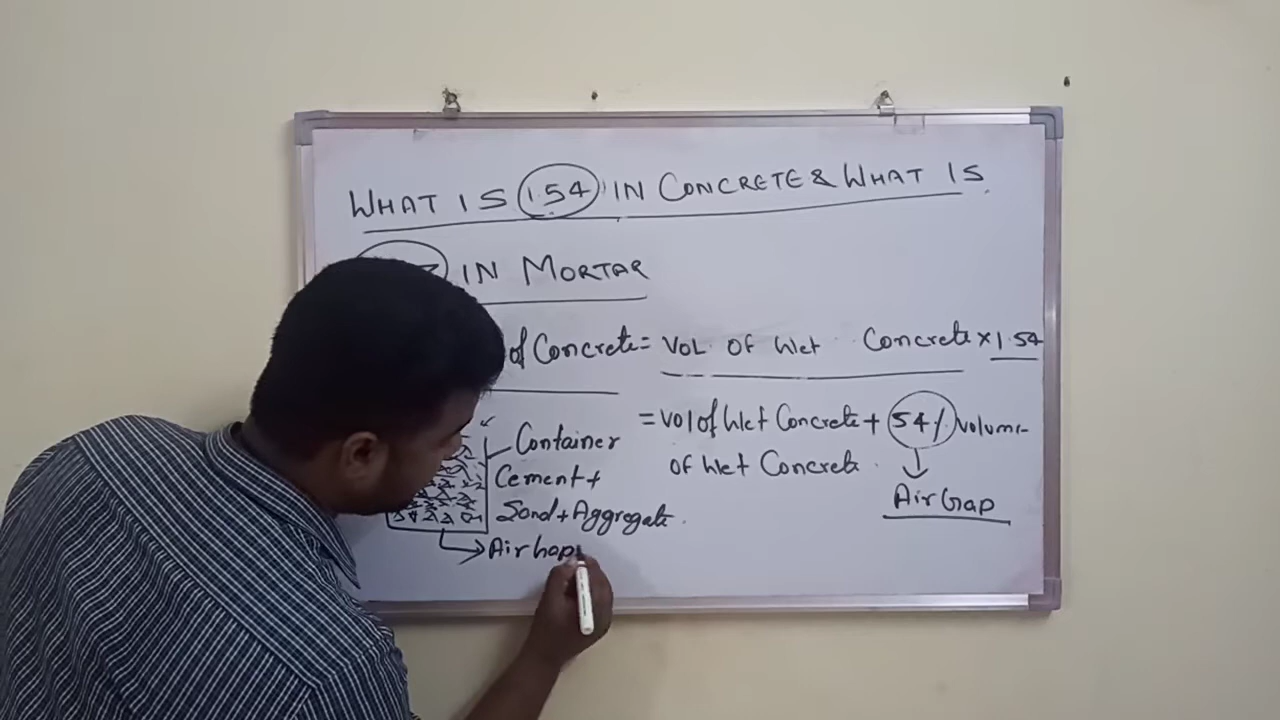 WHAT IS 1.54 IN CONCRETE & WHAT IS
IN MORTAR
of Concrete = VOL. OF Wet Concrete × 1.54
= Vol of Wet Concrete + 54% Volume
of Wet Concrete.
Air Gap
Container
Cement +
Sand + Aggregate.
Air Gap